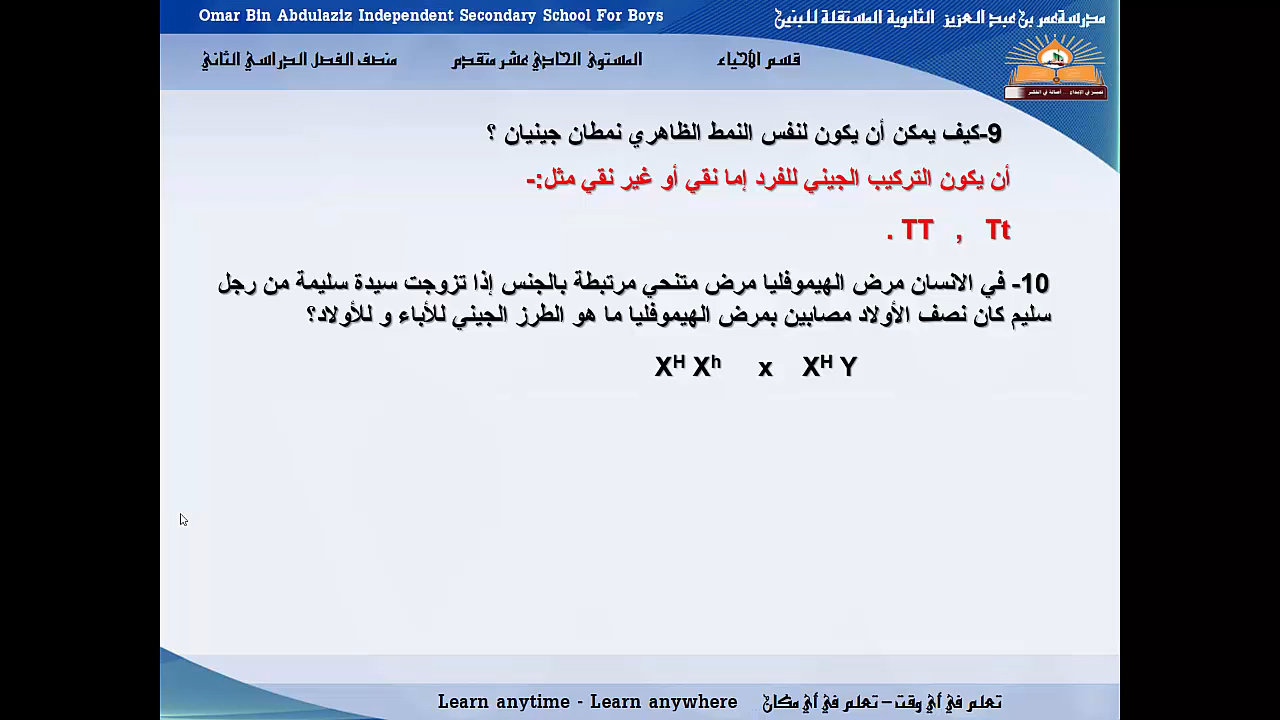 Omar Bin Abdulaziz Independent Secondary School For Boys
مدرسة عمر بن عبد العزيز الثانوية المستقلة للبنين
قسم الأحياء
المستوى الحادي عشر متقدم
منصف الفصل الدراسي الثاني
9-كيف يمكن أن يكون لنفس النمط الظاهري نمطان جينيان ؟
أن يكون التركيب الجيني للفرد إما نقي أو غير نقي مثل:-
. TT , Tt
10- في الانسان مرض الهيموفليا مرض متنحي مرتبطة بالجنس إذا تزوجت سيدة سليمة من رجل
سليم كان نصف الأولاد مصابين بمرض الهيموفليا ما هو الطرز الجيني للأباء و للأولاد؟
Xᴴ Xʰ x Xᴴ Y
Learn anytime - Learn anywhere
تعلم في أي وقت – تعلم في أي مكان